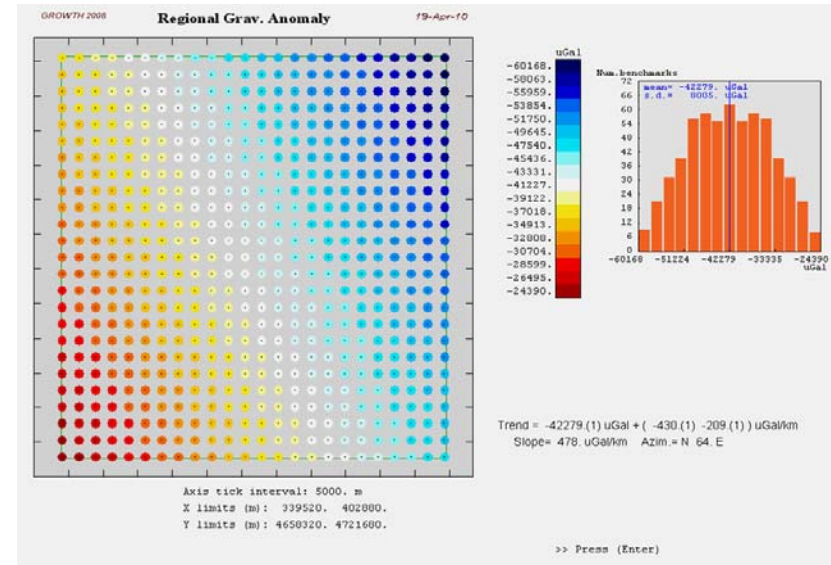 GROWTH 2008
Regional Grav. Anomaly
19-Apr-10
uGal
-60168.
-58063.
-55959.
-53854.
-51750.
-49645.
-47540.
-45436.
-43331.
-41227.
-39122.
-37018.
-34913.
-32808.
-30704.
-28599.
-26495.
-24390.
Num.benchmarks
mean= -42279. uGal
s.d.= 8005. uGal
72
66
60
54
48
42
36
30
24
18
12
6
0
-60168 -51224 -42279 -33335 -24390
uGal
Trend = -42279.(1) uGal + ( -430.(1) -209.(1) ) uGal/km
Slope= 478. uGal/km Azim.= N 64. E
Axis tick interval: 5000. m
X limits (m): 339520. 402880.
Y limits (m): 4658320. 4721680.
>> Press (Enter)